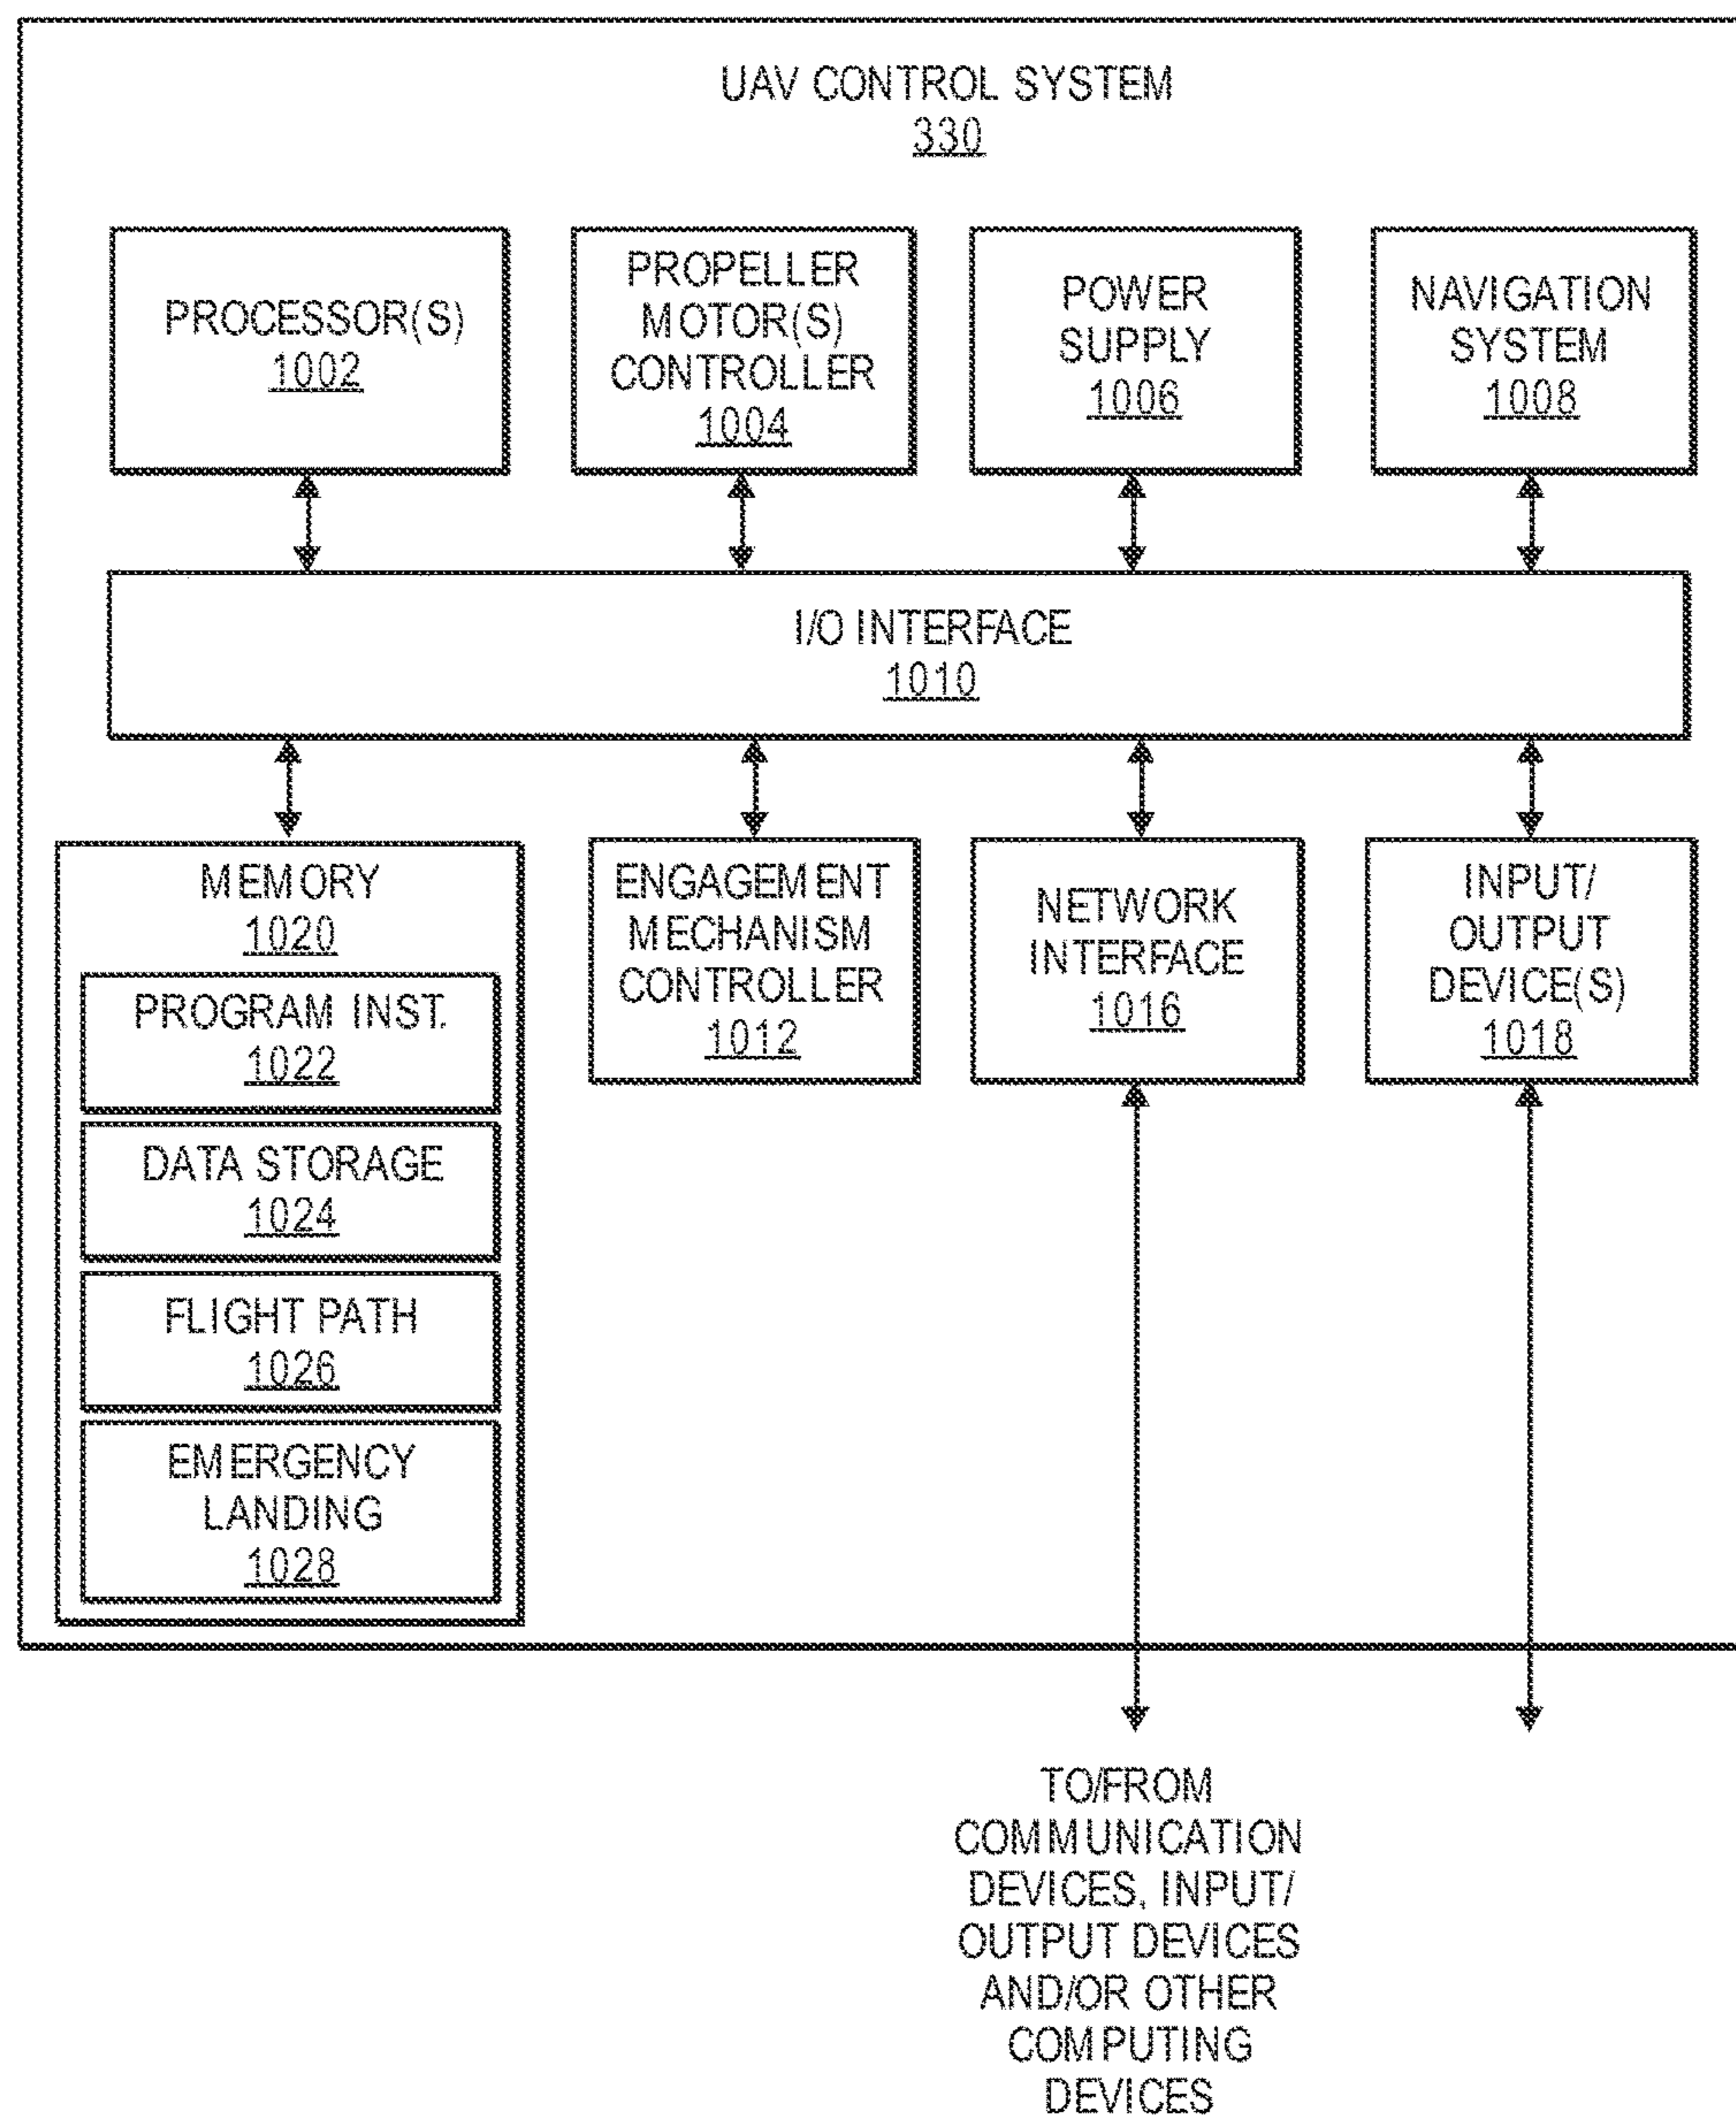 UAV CONTROL SYSTEM
330
PROCESSOR(S)
1002
PROPELLER
MOTOR(S)
CONTROLLER
1004
POWER
SUPPLY
1006
NAVIGATION
SYSTEM
1008
I/O INTERFACE
1010
MEMORY
1020
PROGRAM INST.
1022
DATA STORAGE
1024
FLIGHT PATH
1026
EMERGENCY
LANDING
1028
ENGAGEMENT
MECHANISM
CONTROLLER
1012
NETWORK
INTERFACE
1016
INPUT/
OUTPUT
DEVICE(S)
1018
TO/FROM
COMMUNICATION
DEVICES, INPUT/
OUTPUT DEVICES
AND/OR OTHER
COMPUTING
DEVICES